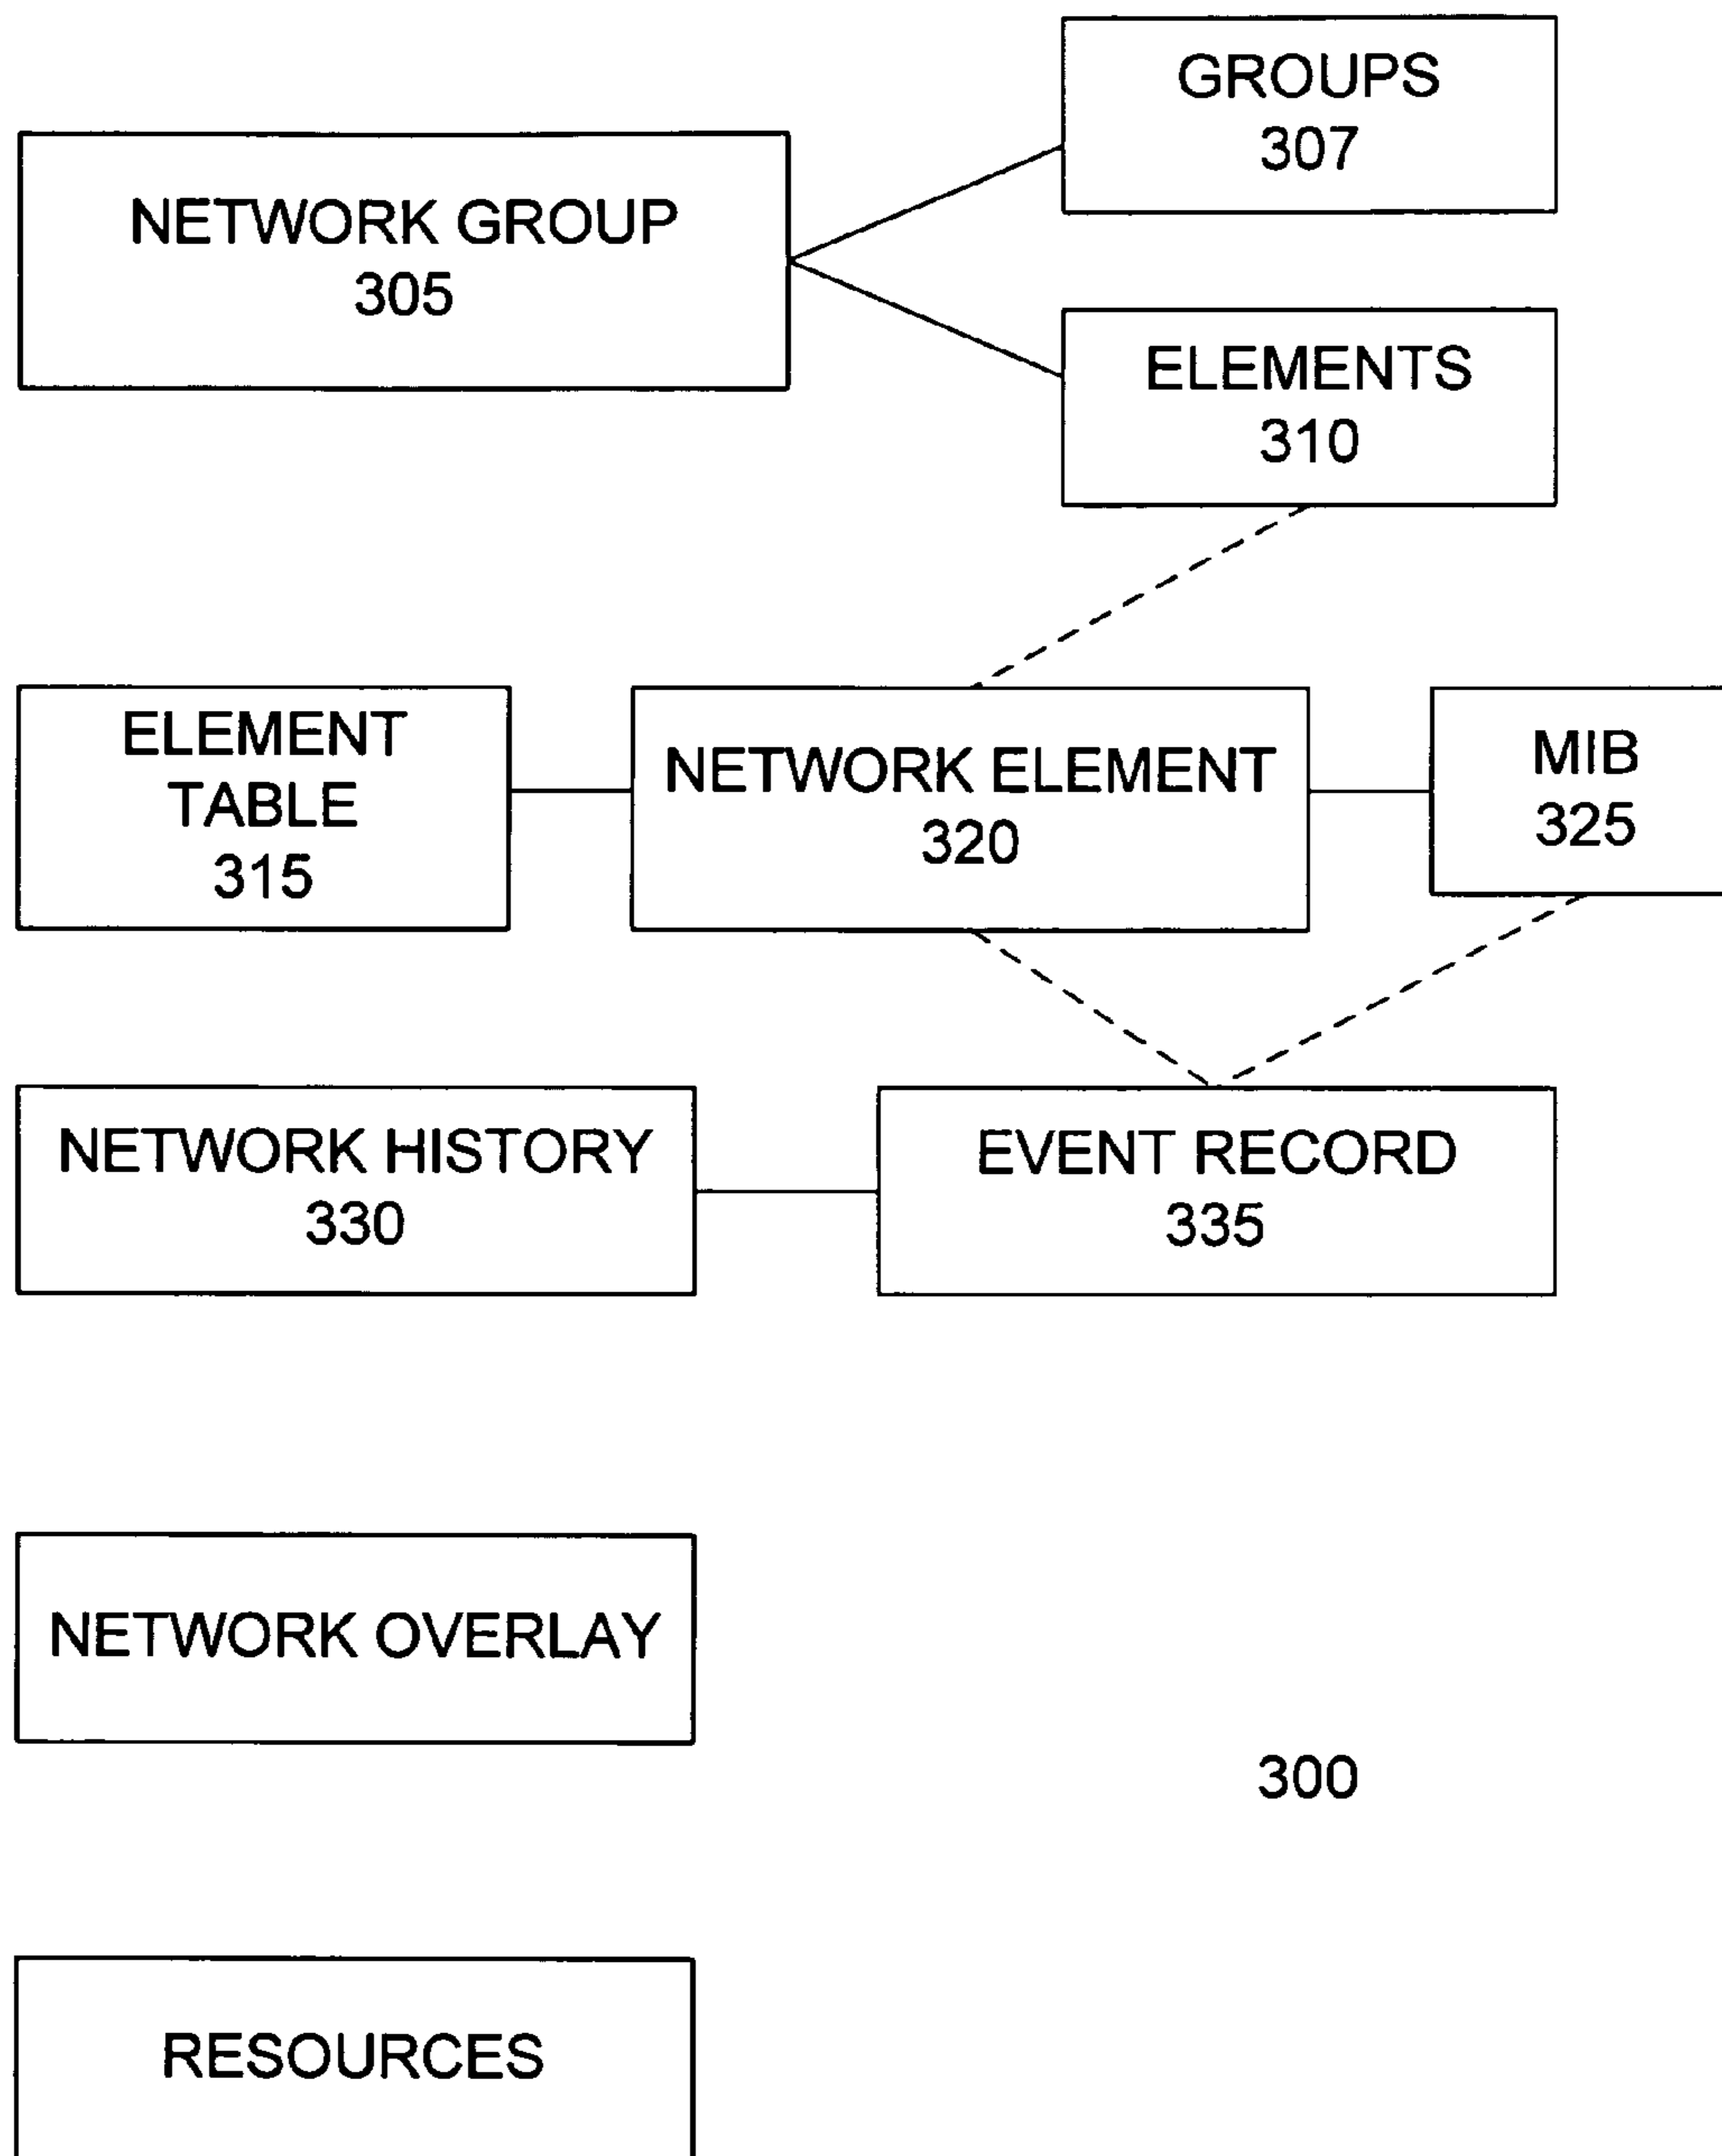 GROUPS
307
NETWORK GROUP
305
ELEMENTS
310
ELEMENT
TABLE
315
NETWORK ELEMENT
320
MIB
325
NETWORK HISTORY
330
EVENT RECORD
335
NETWORK OVERLAY
300
RESOURCES